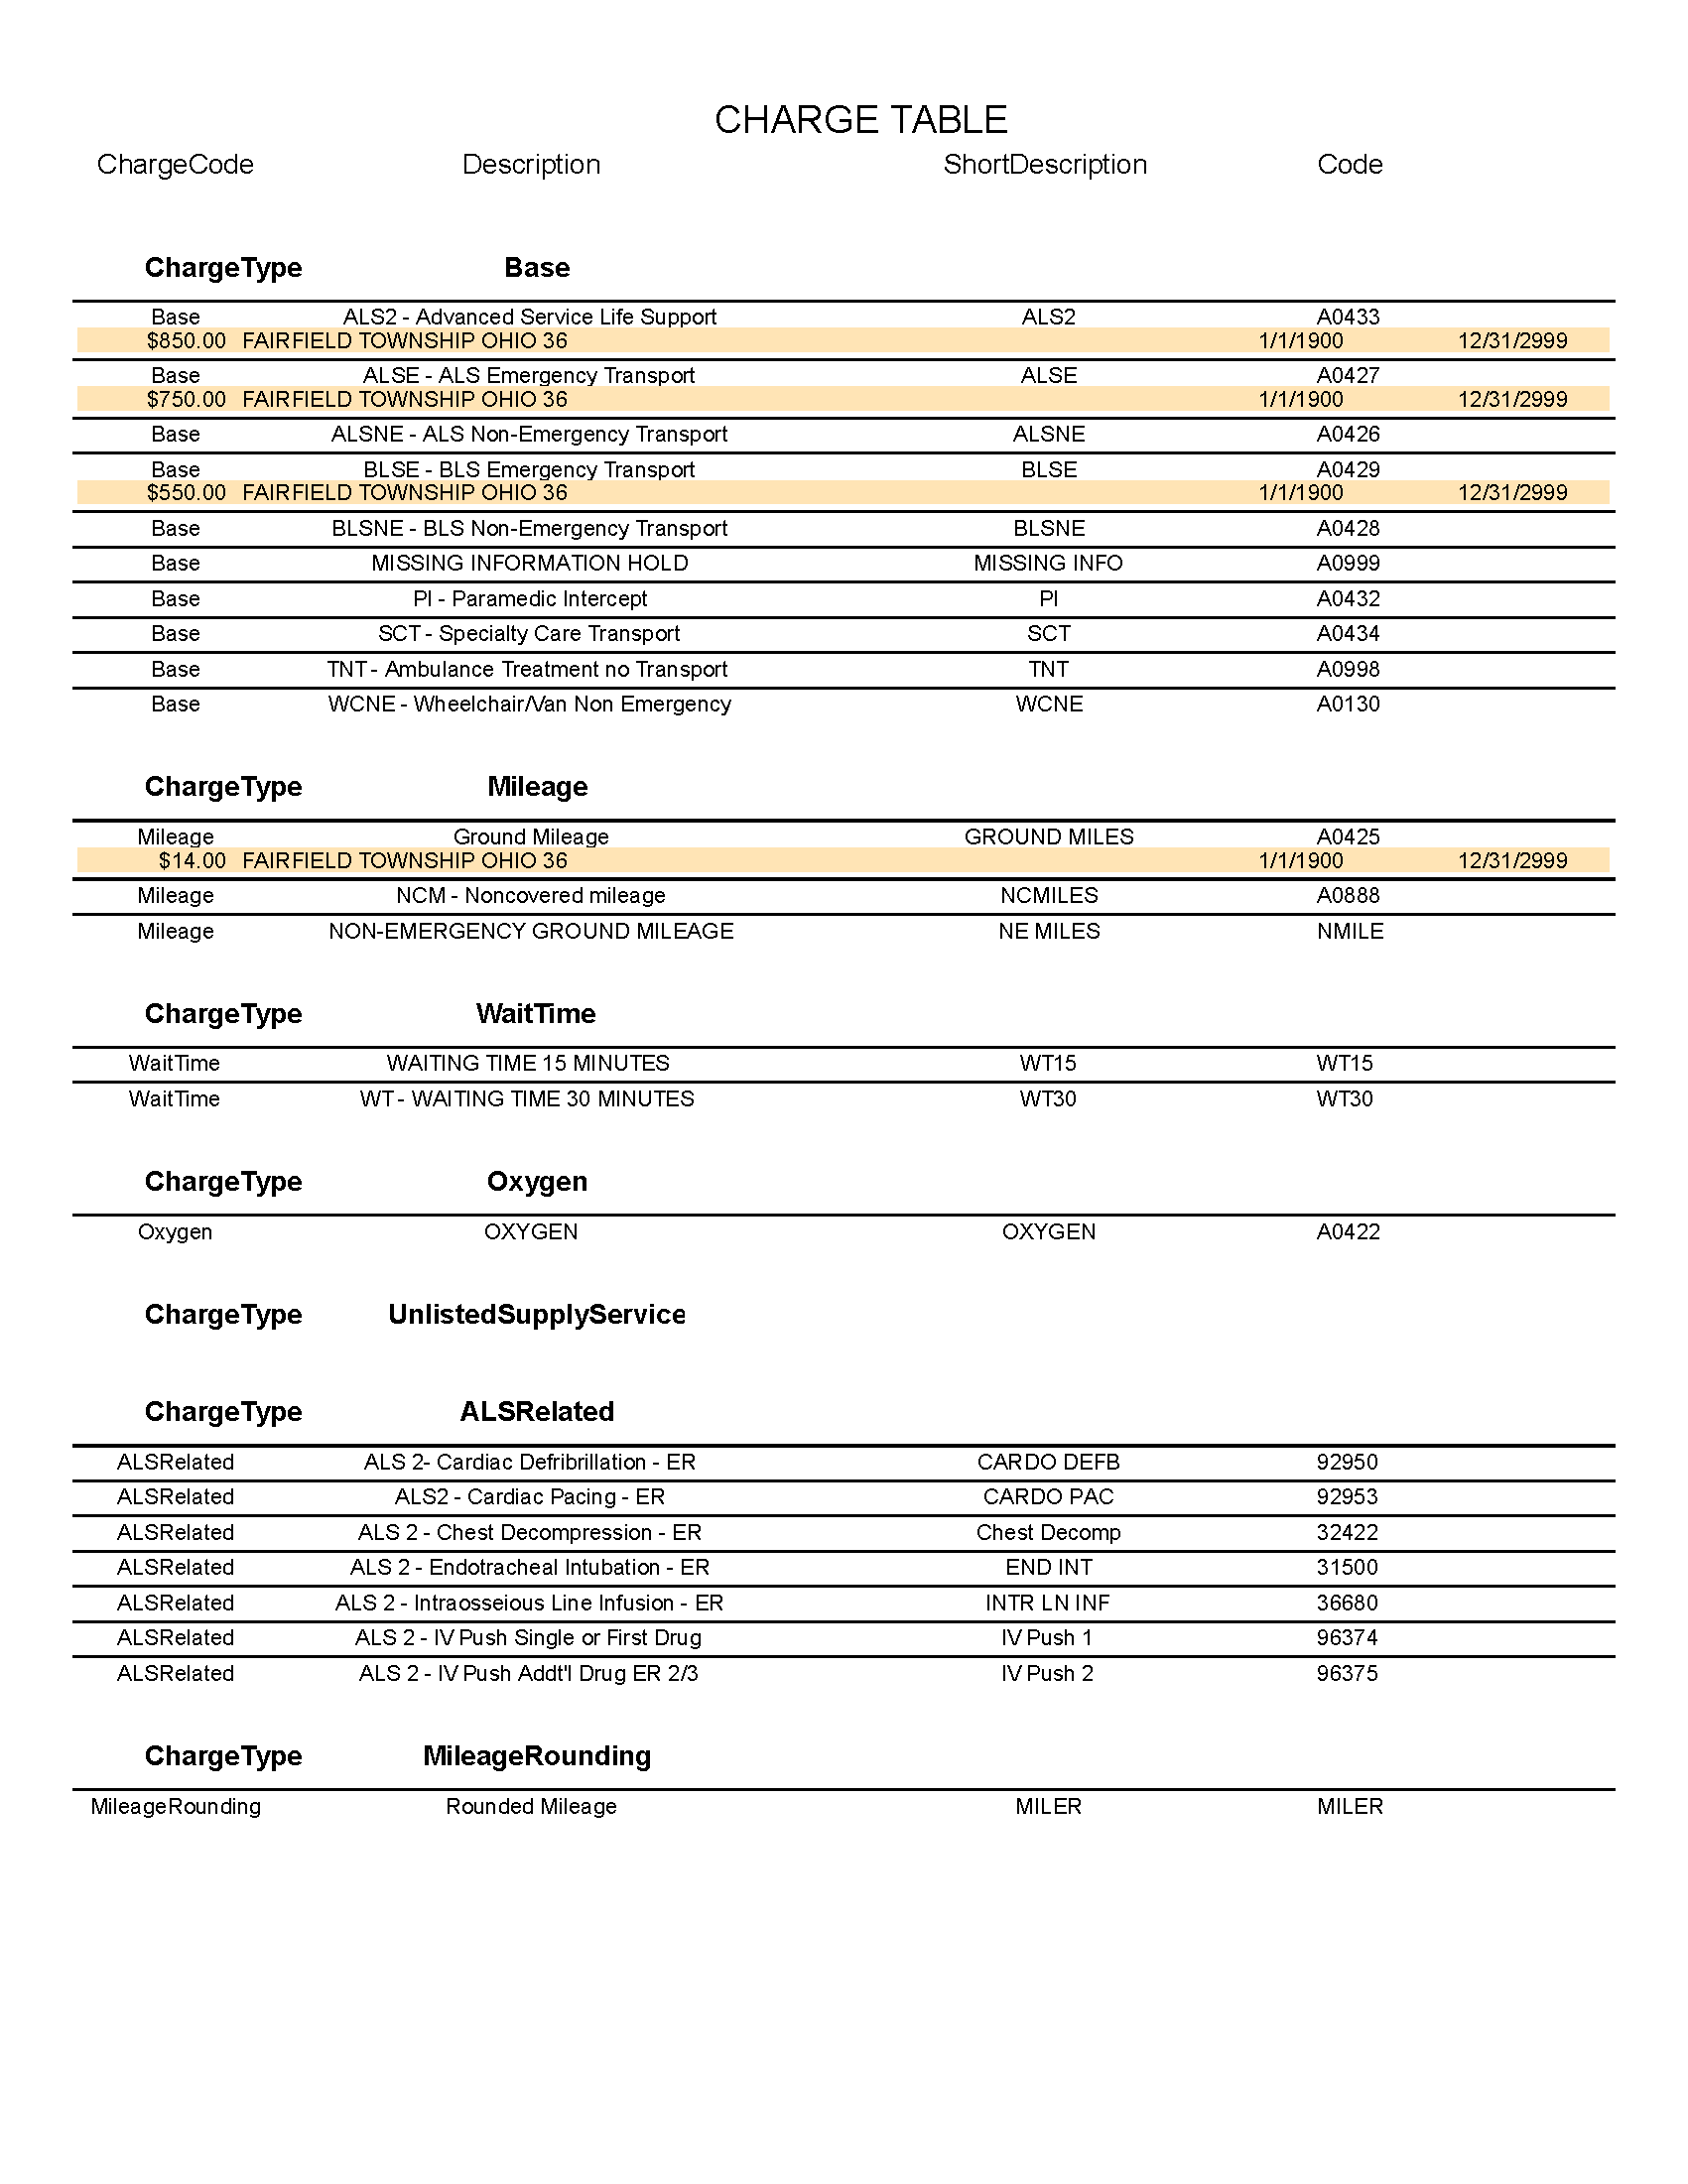 CHARGE TABLE
ChargeCode Description ShortDescription Code
ChargeType Base
Base ALS2 - Advanced Service Life Support ALS2 A0433
$850.00 FAIRFIELD TOWNSHIP OHIO 36 1/1/1900 12/31/2999
Base ALSE - ALS Emergency Transport ALSE A0427
$750.00 FAIRFIELD TOWNSHIP OHIO 36 1/1/1900 12/31/2999
Base ALSNE - ALS Non-Emergency Transport ALSNE A0426
Base BLSE - BLS Emergency Transport BLSE A0429
$550.00 FAIRFIELD TOWNSHIP OHIO 36 1/1/1900 12/31/2999
Base BLSNE - BLS Non-Emergency Transport BLSNE A0428
Base MISSING INFORMATION HOLD MISSING INFO A0999
Base PI - Paramedic Intercept PI A0432
Base SCT - Specialty Care Transport SCT A0434
Base TNT - Ambulance Treatment no Transport TNT A0998
Base WCNE - Wheelchair/Van Non Emergency WCNE A0130
ChargeType Mileage
Mileage Ground Mileage GROUND MILES A0425
$14.00 FAIRFIELD TOWNSHIP OHIO 36 1/1/1900 12/31/2999
Mileage NCM - Noncovered mileage NCMILES A0888
Mileage NON-EMERGENCY GROUND MILEAGE NE MILES NMILE
ChargeType WaitTime
WaitTime WAITING TIME 15 MINUTES WT15 WT15
WaitTime WT - WAITING TIME 30 MINUTES WT30 WT30
ChargeType Oxygen
Oxygen OXYGEN OXYGEN A0422
ChargeType UnlistedSupplyService
ChargeType ALSRelated
ALSRelated ALS 2- Cardiac Defribrillation - ER CARDO DEFB 92950
ALSRelated ALS2 - Cardiac Pacing - ER CARDO PAC 92953
ALSRelated ALS 2 - Chest Decompression - ER Chest Decomp 32422
ALSRelated ALS 2 - Endotracheal Intubation - ER END INT 31500
ALSRelated ALS 2 - Intraosseious Line Infusion - ER INTR LN INF 36680
ALSRelated ALS 2 - IV Push Single or First Drug IV Push 1 96374
ALSRelated ALS 2 - IV Push Addt'l Drug ER 2/3 IV Push 2 96375
ChargeType MileageRounding
MileageRounding Rounded Mileage MILER MILER